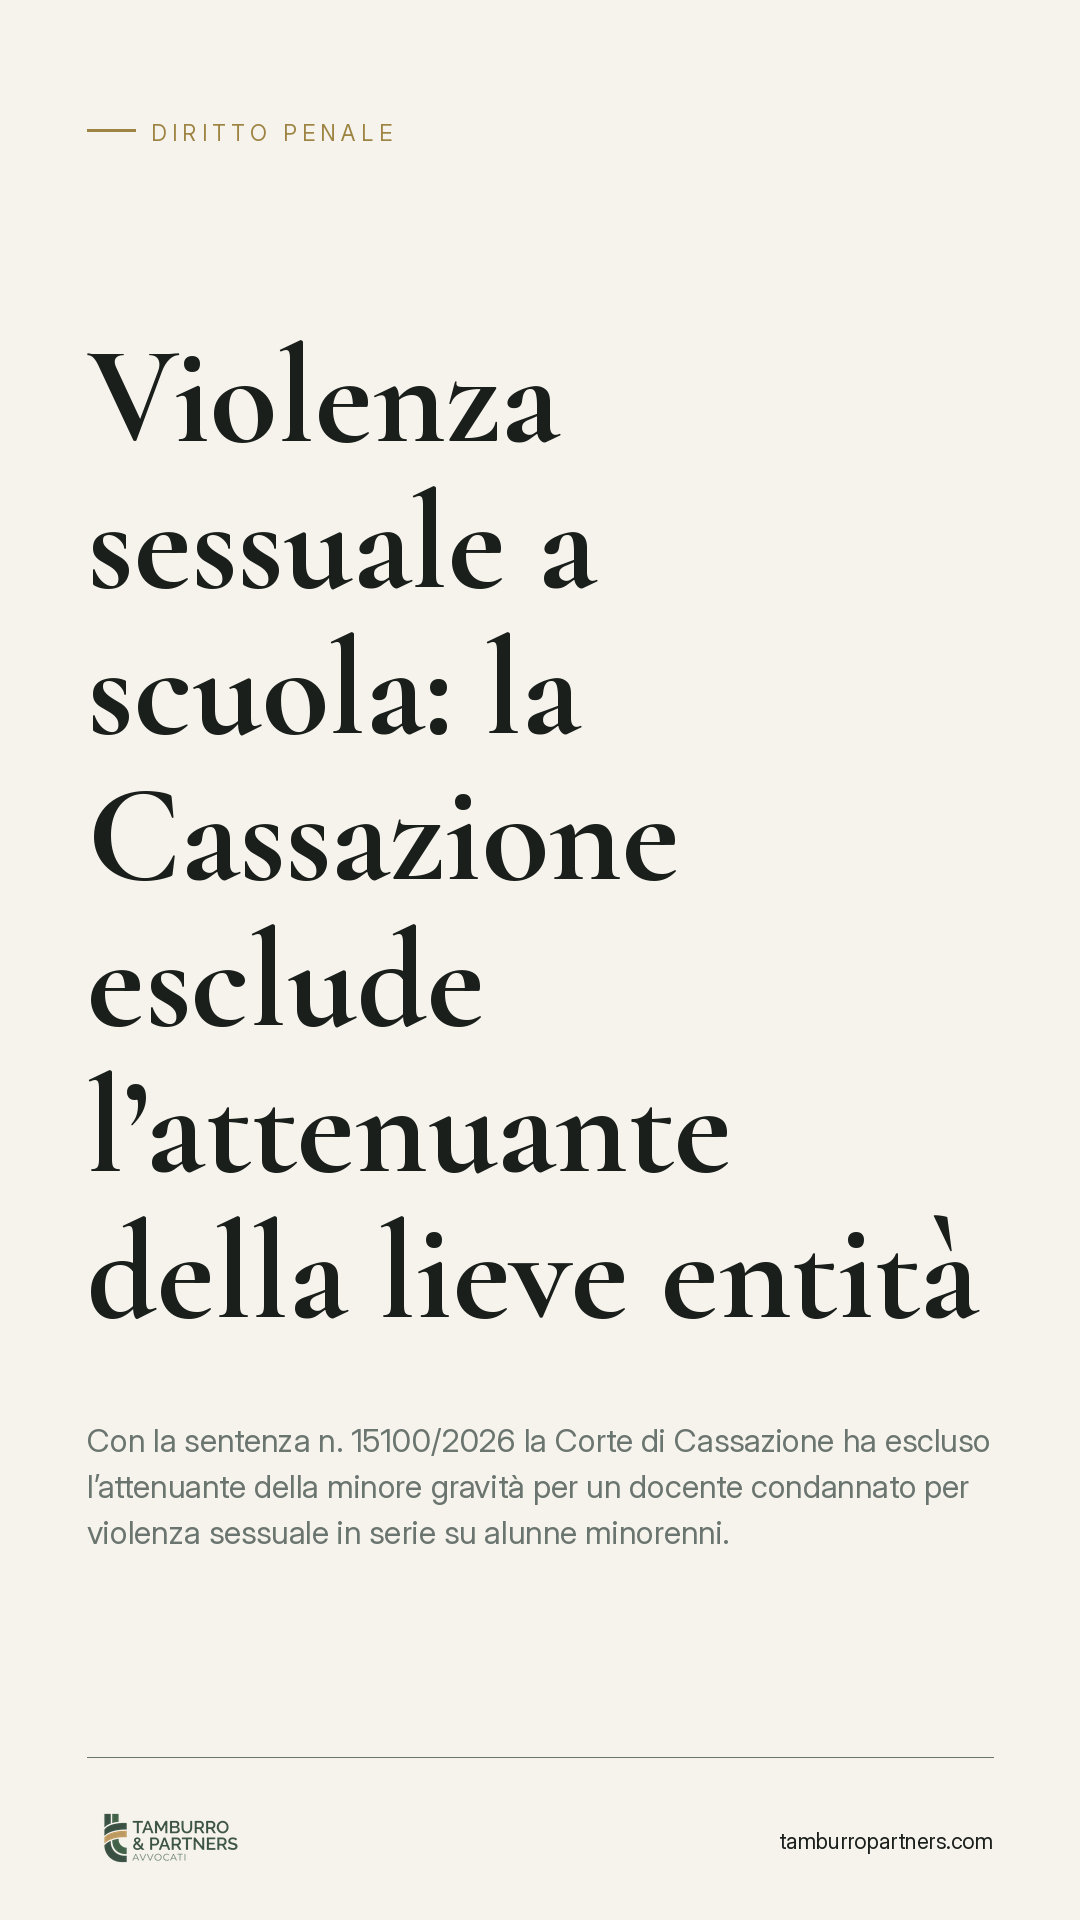 DIRITTO PENALE
Violenza
sessuale a
scuola: la
Cassazione
esclude
l’attenuante
della lieve entità
Con la sentenza n. 15100/2026 la Corte di Cassazione ha escluso
l’attenuante della minore gravità per un docente condannato per
violenza sessuale in serie su alunne minorenni.
TAMBURRO
& PARTNERS
AVVOCATI
tamburropartners.com